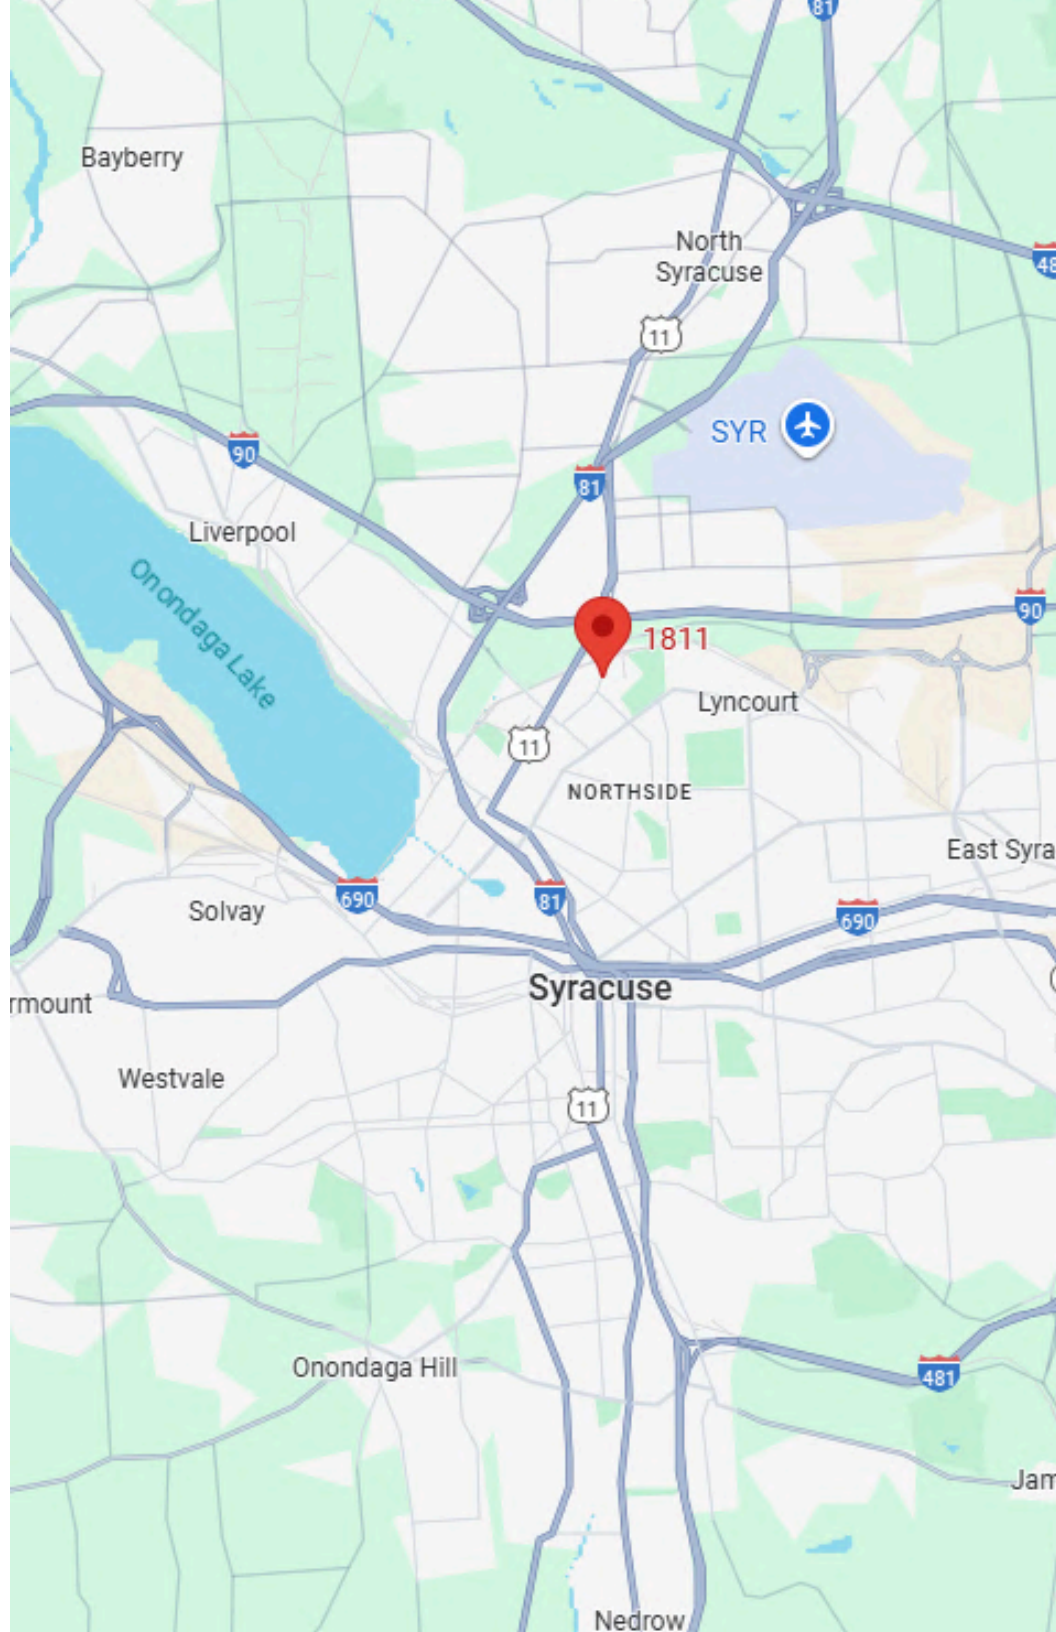 81
Bayberry
North
Syracuse
48
11
SYR
90
81
Liverpool
Onondaga Lake
90
1811
Lyncourt
11
NORTHSIDE
East Syra
81
690
690
Solvay
Syracuse
rmount
Westvale
11
Onondaga Hill
481
Jam
Nedrow